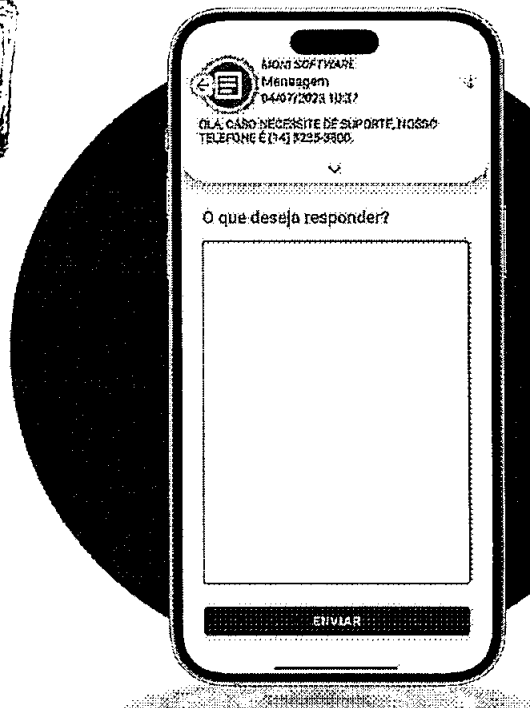 MONI SOFTWARE
Mensagem
04/07/2023 10:37
OLÁ, CASO NECESSITE DE SUPORTE, NOSSO
TELEFONE É (14) 3235-3800.
O que deseja responder?
ENVIAR